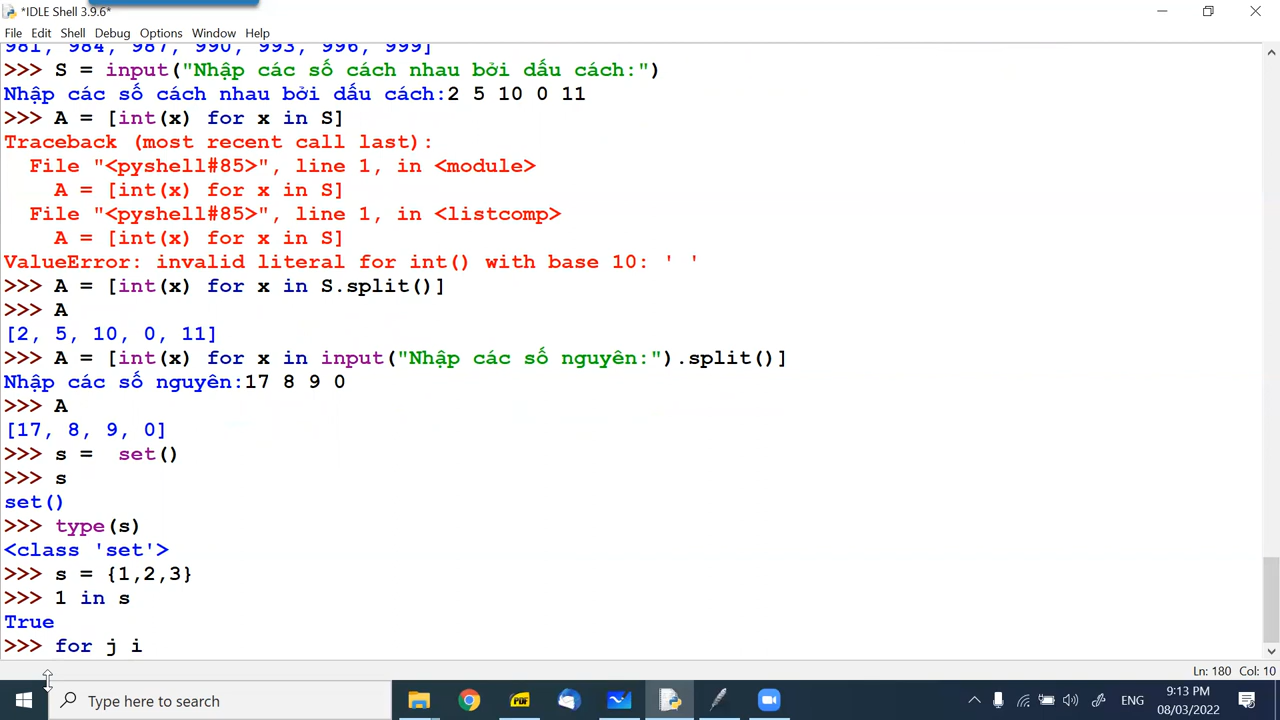 *IDLE Shell 3.9.6*
File Edit Shell Debug Options Window Help
981, 984, 987, 990, 993, 996, 999]
>>> S = input("Nhập các số cách nhau bởi dấu cách:")
Nhập các số cách nhau bởi dấu cách:2 5 10 0 11
>>> A = [int(x) for x in S]
Traceback (most recent call last):
  File "<pyshell#85>", line 1, in <module>
    A = [int(x) for x in S]
  File "<pyshell#85>", line 1, in <listcomp>
    A = [int(x) for x in S]
ValueError: invalid literal for int() with base 10: ' '
>>> A = [int(x) for x in S.split()]
>>> A
[2, 5, 10, 0, 11]
>>> A = [int(x) for x in input("Nhập các số nguyên:").split()]
Nhập các số nguyên:17 8 9 0
>>> A
[17, 8, 9, 0]
>>> s =  set()
>>> s
set()
>>> type(s)
<class 'set'>
>>> s = {1,2,3}
>>> 1 in s
True
>>> for j i
Ln: 180 Col: 10
Type here to search
PDF
ENG
9:13 PM
08/03/2022